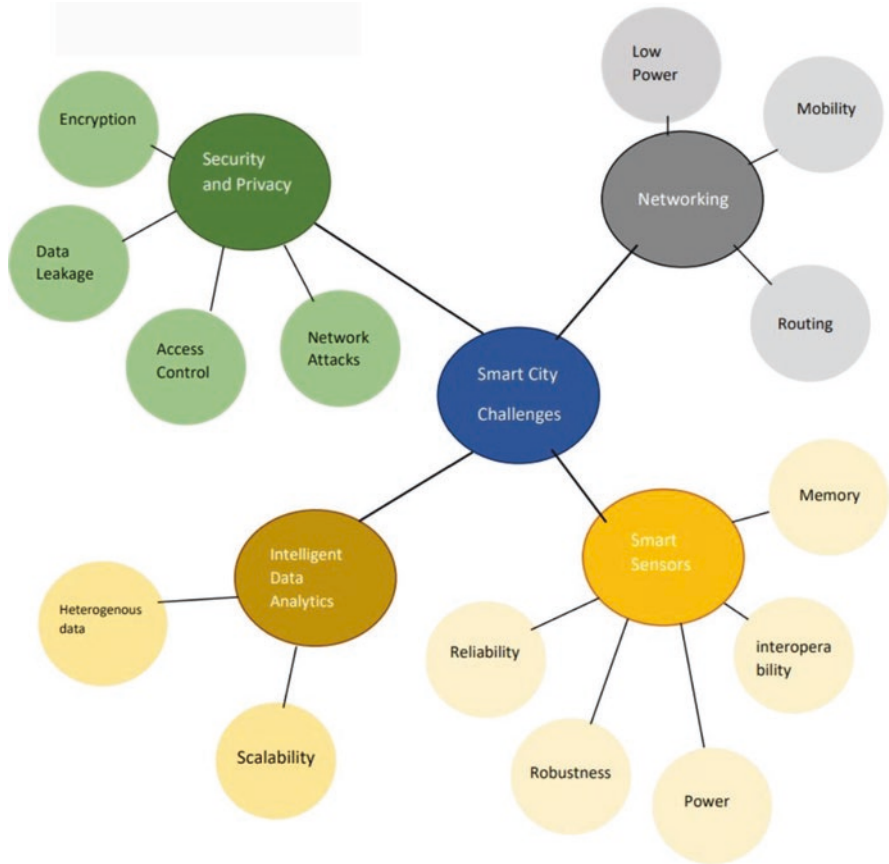 Low
Power
Mobility
Encryption
Security
and Privacy
Networking
Data
Leakage
Routing
Access
Control
Network
Attacks
Smart City
Challenges
Memory
Smart
Sensors
Intelligent
Data
Analytics
Heterogenous
data
Reliability
interopera
bility
Scalability
Robustness
Power